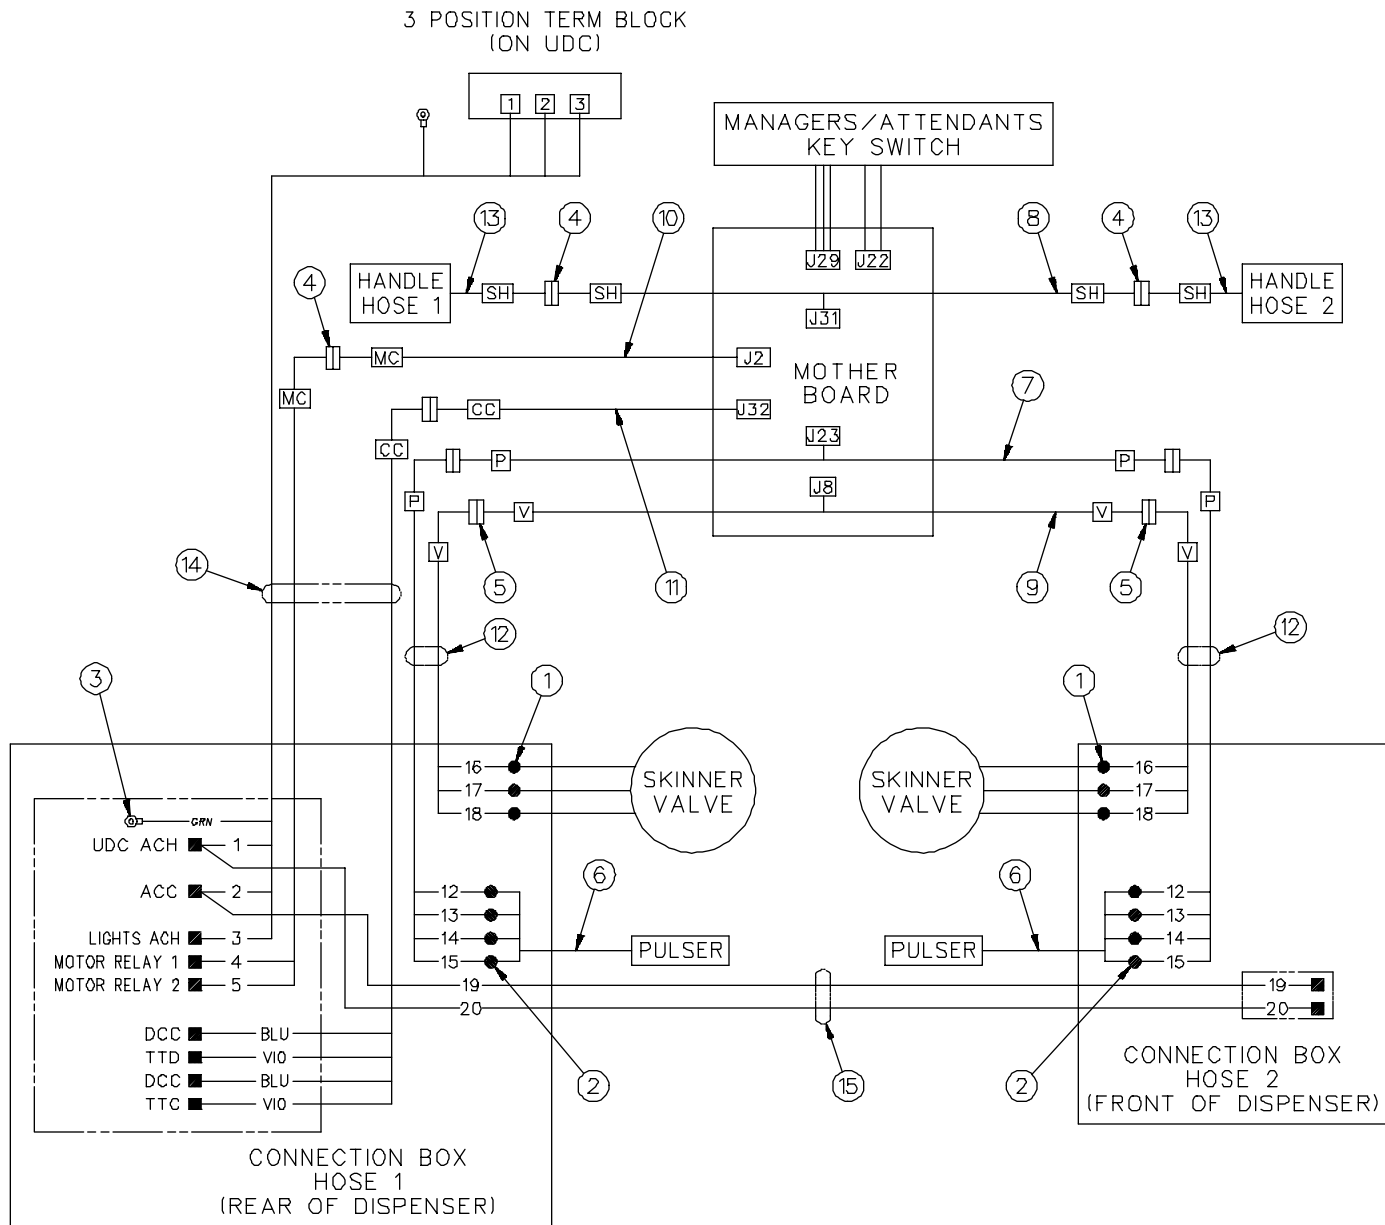 3 POSITION TERM BLOCK
(ON UDC)
1 2 3
MANAGERS/ATTENDANTS
KEY SWITCH
13 4 10 8 4 13
J29 J22
4
HANDLE
HOSE 1
SH SH SH SH
HANDLE
HOSE 2
J31
MC J2
MOTHER
BOARD
7
MC
CC J32
J23
CC
P P
P P
J8
V V
V V
14 5 11 9 5
12 12
3 1 1
16
17
18
SKINNER
VALVE
SKINNER
VALVE
16
17
18
GRN
UDC ACH 1
ACC 2
LIGHTS ACH 3
MOTOR RELAY 1 4
MOTOR RELAY 2 5
12
13
14
15
6
PULSER
6
PULSER
12
13
14
15
19 19
20 20
DCC BLU
TTD VIO
DCC BLU
TTC VIO
2 15 2
CONNECTION BOX
HOSE 2
(FRONT OF DISPENSER)
CONNECTION BOX
HOSE 1
(REAR OF DISPENSER)